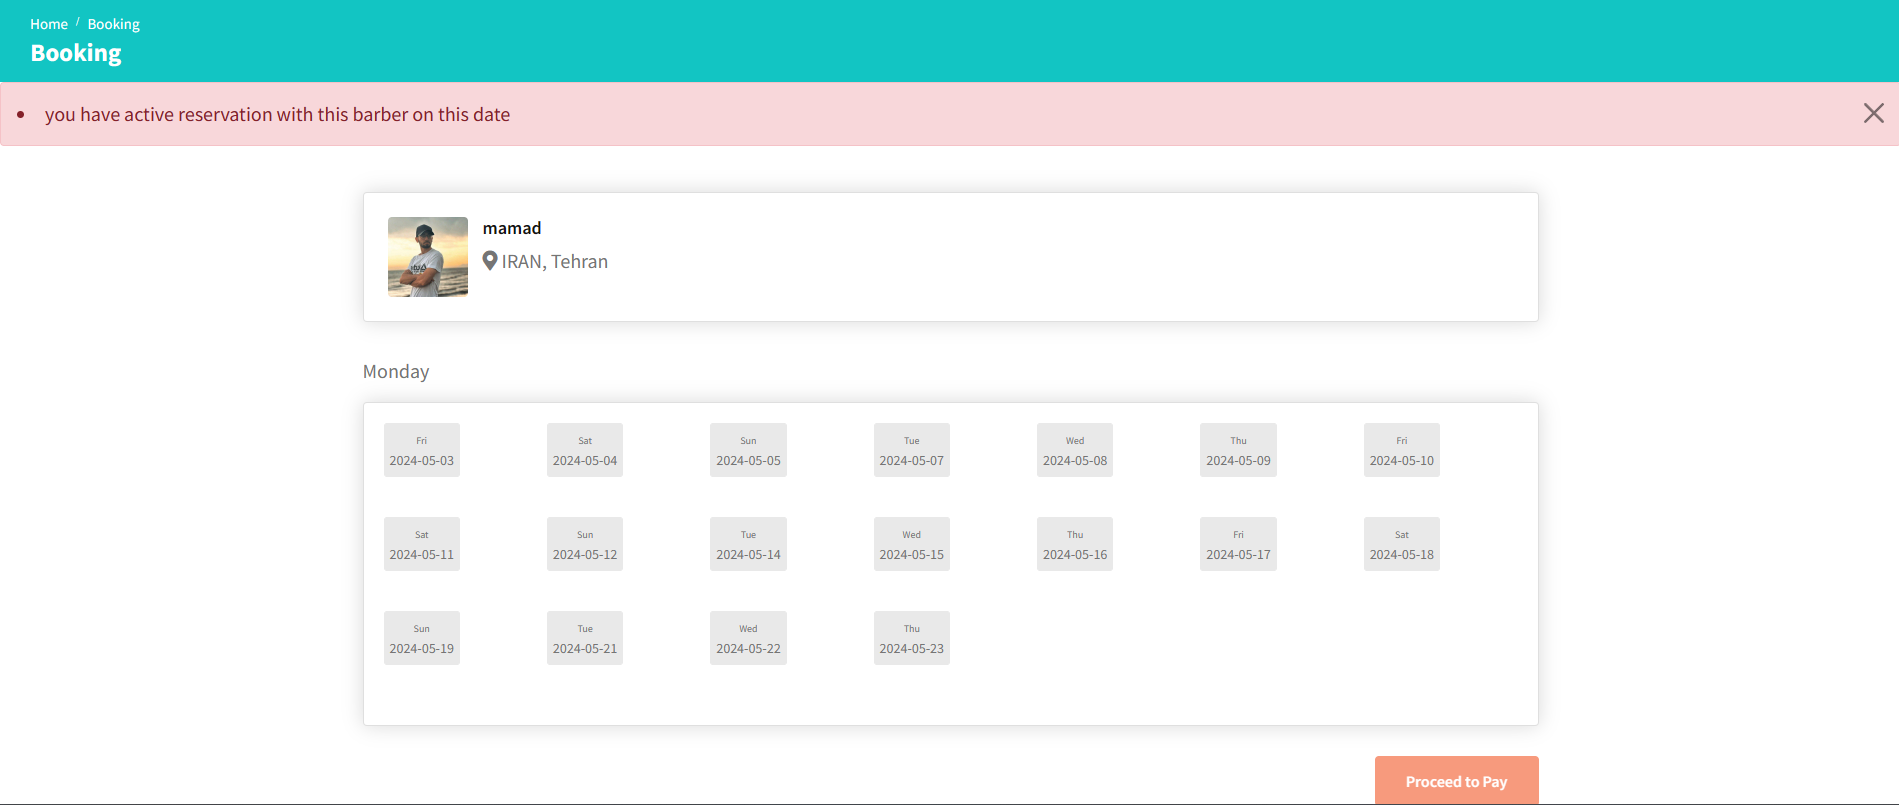 Home / Booking
Booking
• you have active reservation with this barber on this date
mamad
IRAN, Tehran
Monday
Fri Sat Sun Tue Wed Thu Fri
2024-05-03 2024-05-04 2024-05-05 2024-05-07 2024-05-08 2024-05-09 2024-05-10
Sat Sun Tue Wed Thu Fri Sat
2024-05-11 2024-05-12 2024-05-14 2024-05-15 2024-05-16 2024-05-17 2024-05-18
Sun Tue Wed Thu
2024-05-19 2024-05-21 2024-05-22 2024-05-23
Proceed to Pay